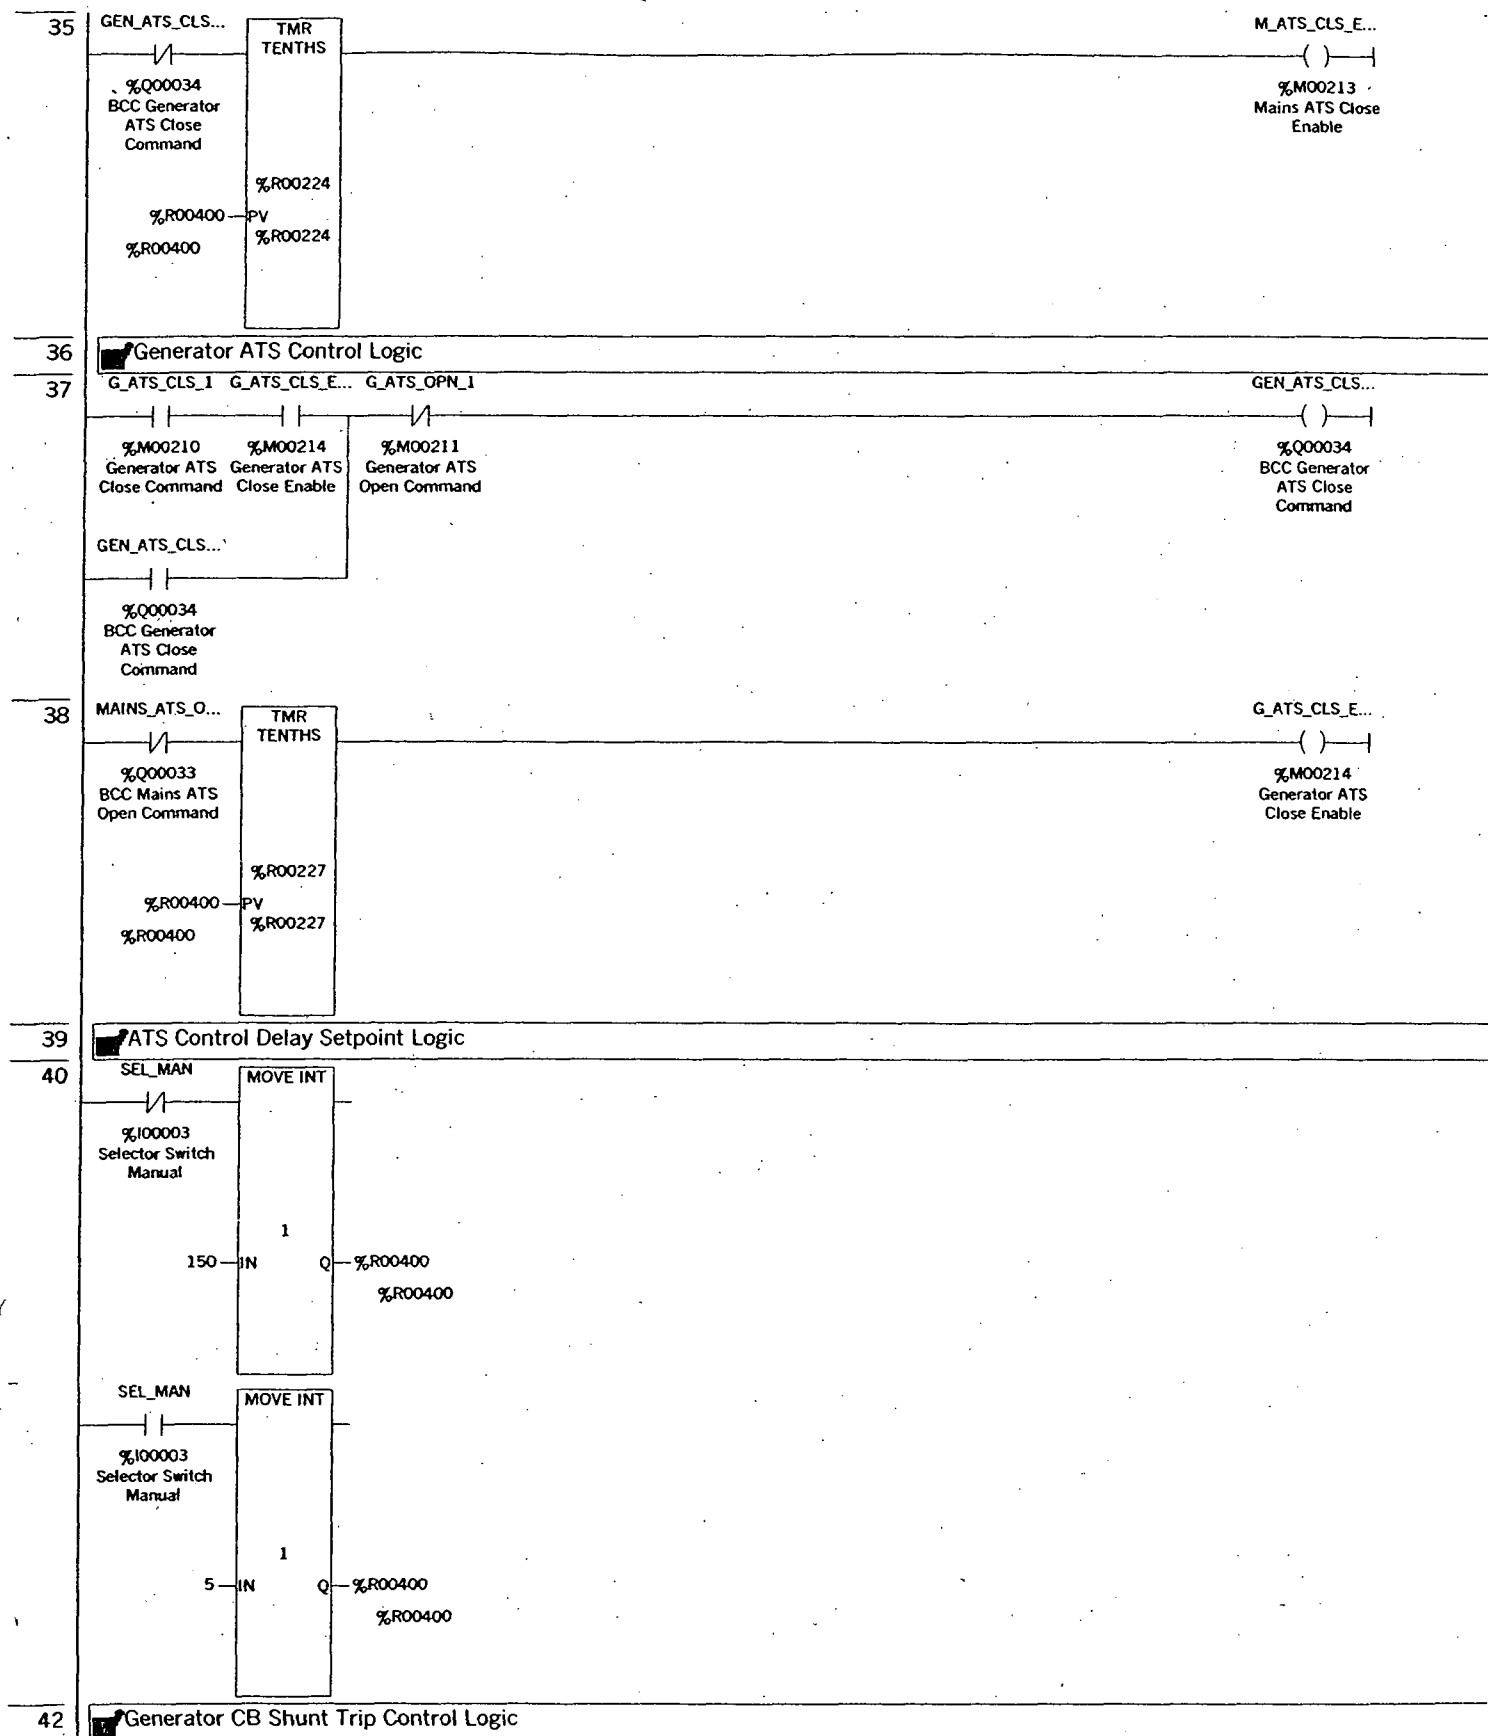 35
GEN_ATS_CLS...
TMR
TENTHS
M_ATS_CLS_E...
%Q00034
BCC Generator
ATS Close
Command
%M00213
Mains ATS Close
Enable
%R00224
%R00400
PV
%R00224
%R00400
36
Generator ATS Control Logic
37
G_ATS_CLS_1 G_ATS_CLS_E... G_ATS_OPN_1
GEN_ATS_CLS...
%M00210
Generator ATS
Close Command
%M00214
Generator ATS
Close Enable
%M00211
Generator ATS
Open Command
%Q00034
BCC Generator
ATS Close
Command
GEN_ATS_CLS...
%Q00034
BCC Generator
ATS Close
Command
38
MAINS_ATS_O...
TMR
TENTHS
G_ATS_CLS_E...
%Q00033
BCC Mains ATS
Open Command
%M00214
Generator ATS
Close Enable
%R00227
%R00400
PV
%R00227
%R00400
39
ATS Control Delay Setpoint Logic
40
SEL_MAN
MOVE INT
%I00003
Selector Switch
Manual
1
150
IN
Q
%R00400
%R00400
SEL_MAN
MOVE INT
%I00003
Selector Switch
Manual
1
5
IN
Q
%R00400
%R00400
42
Generator CB Shunt Trip Control Logic